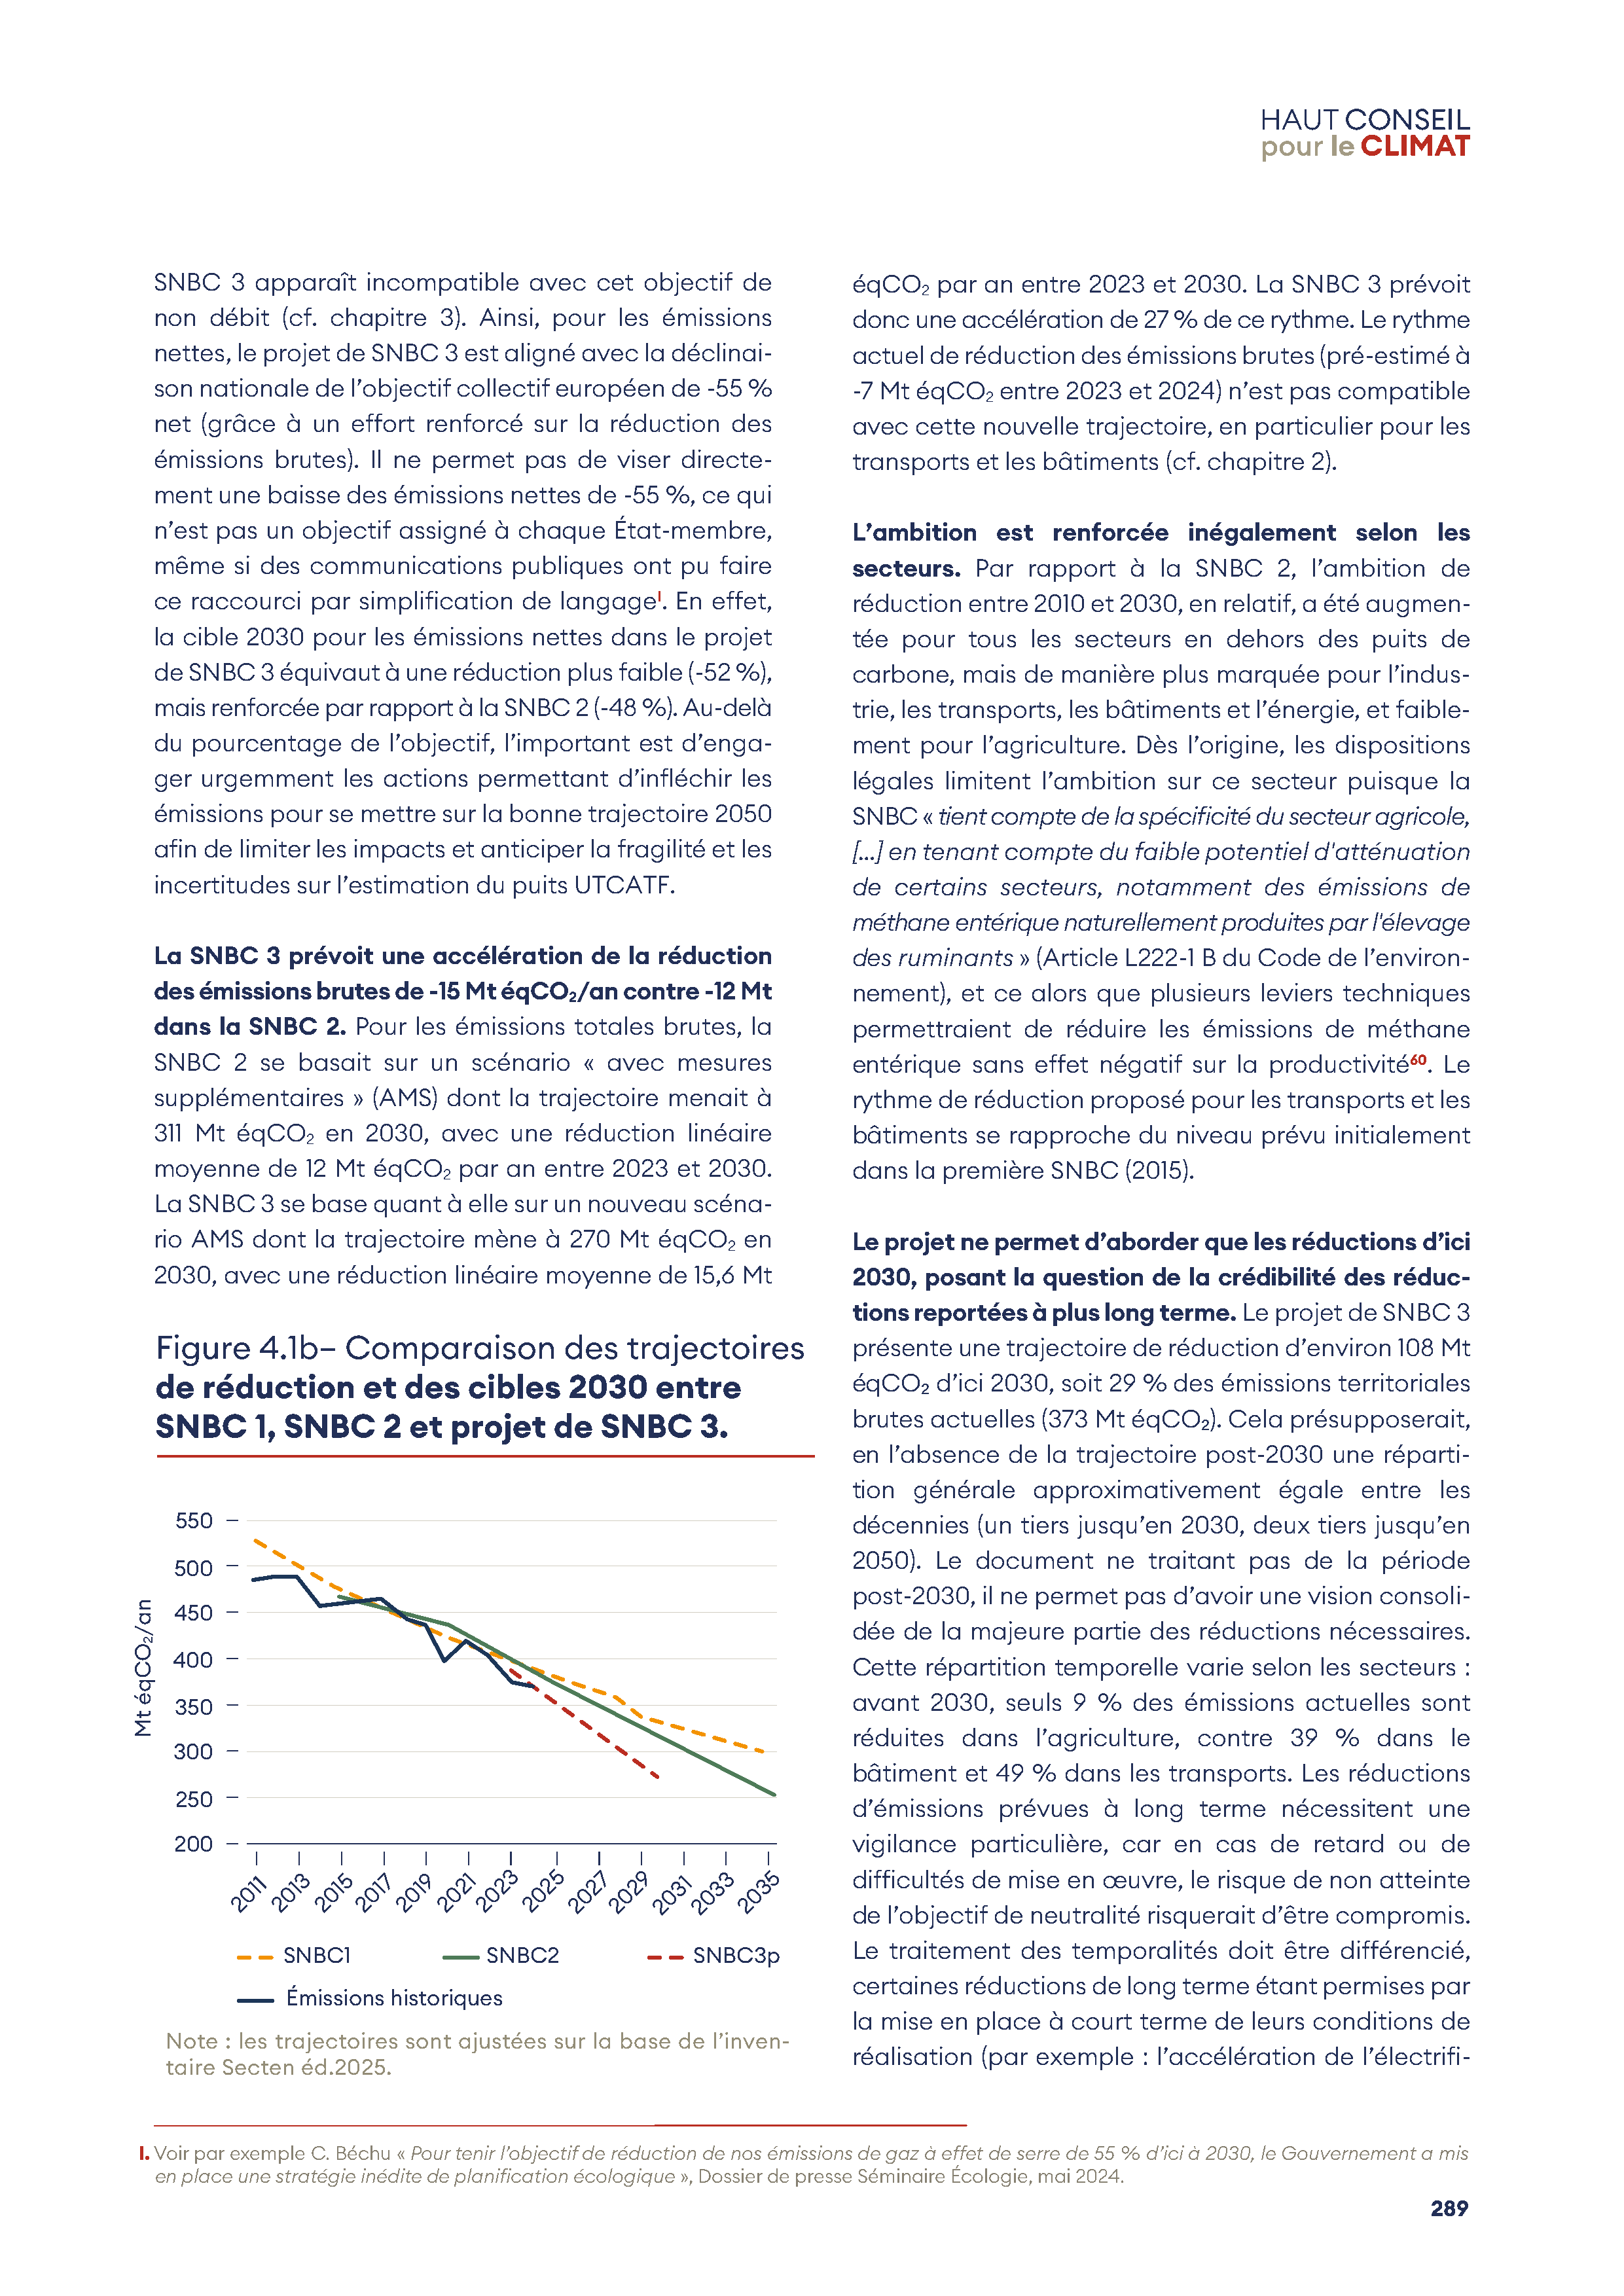 HAUT CONSEIL
pour le CLIMAT
SNBC 3 apparaît incompatible avec cet objectif de
non débit (cf. chapitre 3). Ainsi, pour les émissions
nettes, le projet de SNBC 3 est aligné avec la déclinai-
son nationale de l’objectif collectif européen de -55 %
net (grâce à un effort renforcé sur la réduction des
émissions brutes). Il ne permet pas de viser directe-
ment une baisse des émissions nettes de -55 %, ce qui
n’est pas un objectif assigné à chaque État-membre,
même si des communications publiques ont pu faire
ce raccourci par simplification de langageᴵ. En effet,
la cible 2030 pour les émissions nettes dans le projet
de SNBC 3 équivaut à une réduction plus faible (-52 %),
mais renforcée par rapport à la SNBC 2 (-48 %). Au-delà
du pourcentage de l’objectif, l’important est d’enga-
ger urgemment les actions permettant d’infléchir les
émissions pour se mettre sur la bonne trajectoire 2050
afin de limiter les impacts et anticiper la fragilité et les
incertitudes sur l’estimation du puits UTCATF.
La SNBC 3 prévoit une accélération de la réduction
des émissions brutes de -15 Mt éqCO₂/an contre -12 Mt
dans la SNBC 2. Pour les émissions totales brutes, la
SNBC 2 se basait sur un scénario « avec mesures
supplémentaires » (AMS) dont la trajectoire menait à
311 Mt éqCO₂ en 2030, avec une réduction linéaire
moyenne de 12 Mt éqCO₂ par an entre 2023 et 2030.
La SNBC 3 se base quant à elle sur un nouveau scéna-
rio AMS dont la trajectoire mène à 270 Mt éqCO₂ en
2030, avec une réduction linéaire moyenne de 15,6 Mt
Figure 4.1b– Comparaison des trajectoires
de réduction et des cibles 2030 entre
SNBC 1, SNBC 2 et projet de SNBC 3.
Mt éqCO₂/an
550
500
450
400
350
300
250
200
2011 2013 2015 2017 2019 2021 2023 2025 2027 2029 2031 2033 2035
SNBC1 SNBC2 SNBC3p
Émissions historiques
Note : les trajectoires sont ajustées sur la base de l’inven-
taire Secten éd.2025.
éqCO₂ par an entre 2023 et 2030. La SNBC 3 prévoit
donc une accélération de 27 % de ce rythme. Le rythme
actuel de réduction des émissions brutes (pré-estimé à
-7 Mt éqCO₂ entre 2023 et 2024) n’est pas compatible
avec cette nouvelle trajectoire, en particulier pour les
transports et les bâtiments (cf. chapitre 2).
L’ambition est renforcée inégalement selon les
secteurs. Par rapport à la SNBC 2, l’ambition de
réduction entre 2010 et 2030, en relatif, a été augmen-
tée pour tous les secteurs en dehors des puits de
carbone, mais de manière plus marquée pour l’indus-
trie, les transports, les bâtiments et l’énergie, et faible-
ment pour l’agriculture. Dès l’origine, les dispositions
légales limitent l’ambition sur ce secteur puisque la
SNBC « tient compte de la spécificité du secteur agricole,
[...] en tenant compte du faible potentiel d'atténuation
de certains secteurs, notamment des émissions de
méthane entérique naturellement produites par l'élevage
des ruminants » (Article L222-1 B du Code de l’environ-
nement), et ce alors que plusieurs leviers techniques
permettraient de réduire les émissions de méthane
entérique sans effet négatif sur la productivité⁶⁰. Le
rythme de réduction proposé pour les transports et les
bâtiments se rapproche du niveau prévu initialement
dans la première SNBC (2015).
Le projet ne permet d’aborder que les réductions d’ici
2030, posant la question de la crédibilité des réduc-
tions reportées à plus long terme. Le projet de SNBC 3
présente une trajectoire de réduction d’environ 108 Mt
éqCO₂ d’ici 2030, soit 29 % des émissions territoriales
brutes actuelles (373 Mt éqCO₂). Cela présupposerait,
en l’absence de la trajectoire post-2030 une réparti-
tion générale approximativement égale entre les
décennies (un tiers jusqu’en 2030, deux tiers jusqu’en
2050). Le document ne traitant pas de la période
post-2030, il ne permet pas d’avoir une vision consoli-
dée de la majeure partie des réductions nécessaires.
Cette répartition temporelle varie selon les secteurs :
avant 2030, seuls 9 % des émissions actuelles sont
réduites dans l’agriculture, contre 39 % dans le
bâtiment et 49 % dans les transports. Les réductions
d’émissions prévues à long terme nécessitent une
vigilance particulière, car en cas de retard ou de
difficultés de mise en œuvre, le risque de non atteinte
de l’objectif de neutralité risquerait d’être compromis.
Le traitement des temporalités doit être différencié,
certaines réductions de long terme étant permises par
la mise en place à court terme de leurs conditions de
réalisation (par exemple : l’accélération de l’électrifi-
I. Voir par exemple C. Béchu « Pour tenir l’objectif de réduction de nos émissions de gaz à effet de serre de 55 % d’ici à 2030, le Gouvernement a mis
en place une stratégie inédite de planification écologique », Dossier de presse Séminaire Écologie, mai 2024.
289